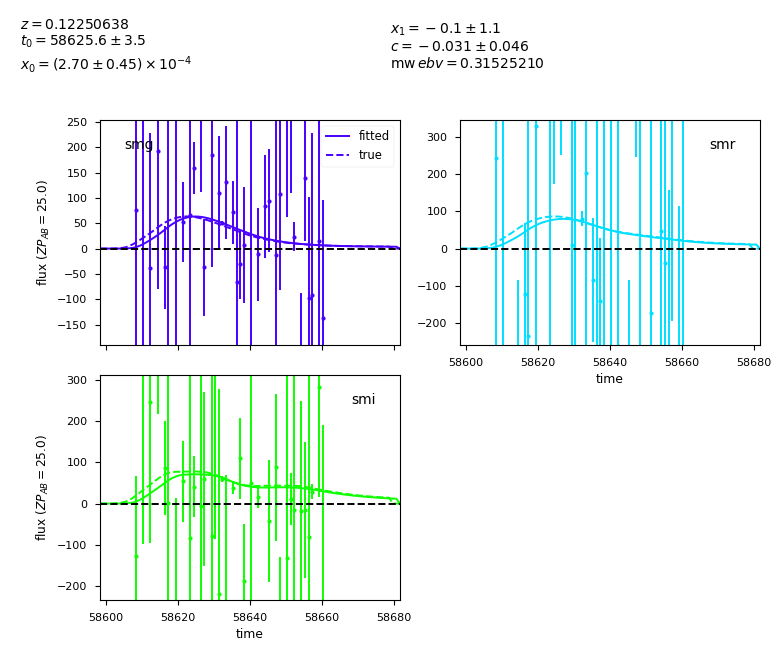 z = 0.12250638
t₀ = 58625.6 ± 3.5
x₀ = (2.70 ± 0.45) × 10⁻⁴
x₁ = −0.1 ± 1.1
c = −0.031 ± 0.046
mw ebv = 0.31525210
smg
fitted
true
250
200
150
100
50
0
−50
−100
−150
flux (ZP_AB = 25.0)
smr
300
200
100
0
−100
−200
58600 58620 58640 58660 58680
time
smi
300
200
100
0
−100
−200
flux (ZP_AB = 25.0)
58600 58620 58640 58660 58680
time